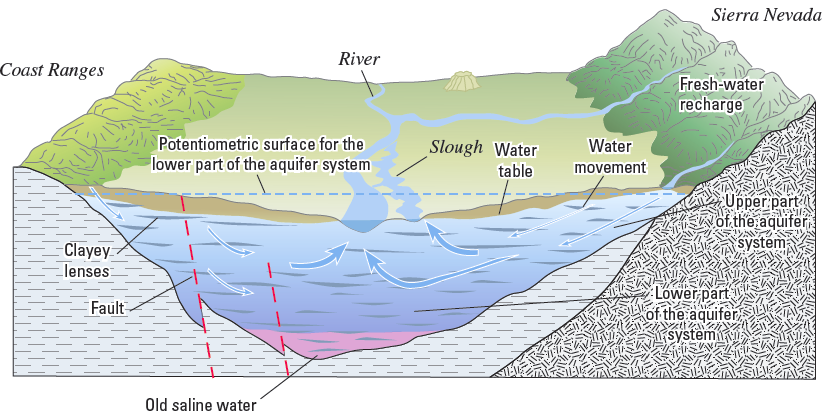 Sierra Nevada
Coast Ranges
River
Fresh-water
recharge
Potentiometric surface for the
lower part of the aquifer system
Slough
Water
table
Water
movement
Upper part
of the aquifer
system
Clayey
lenses
Fault
Lower part
of the aquifer
system
Old saline water